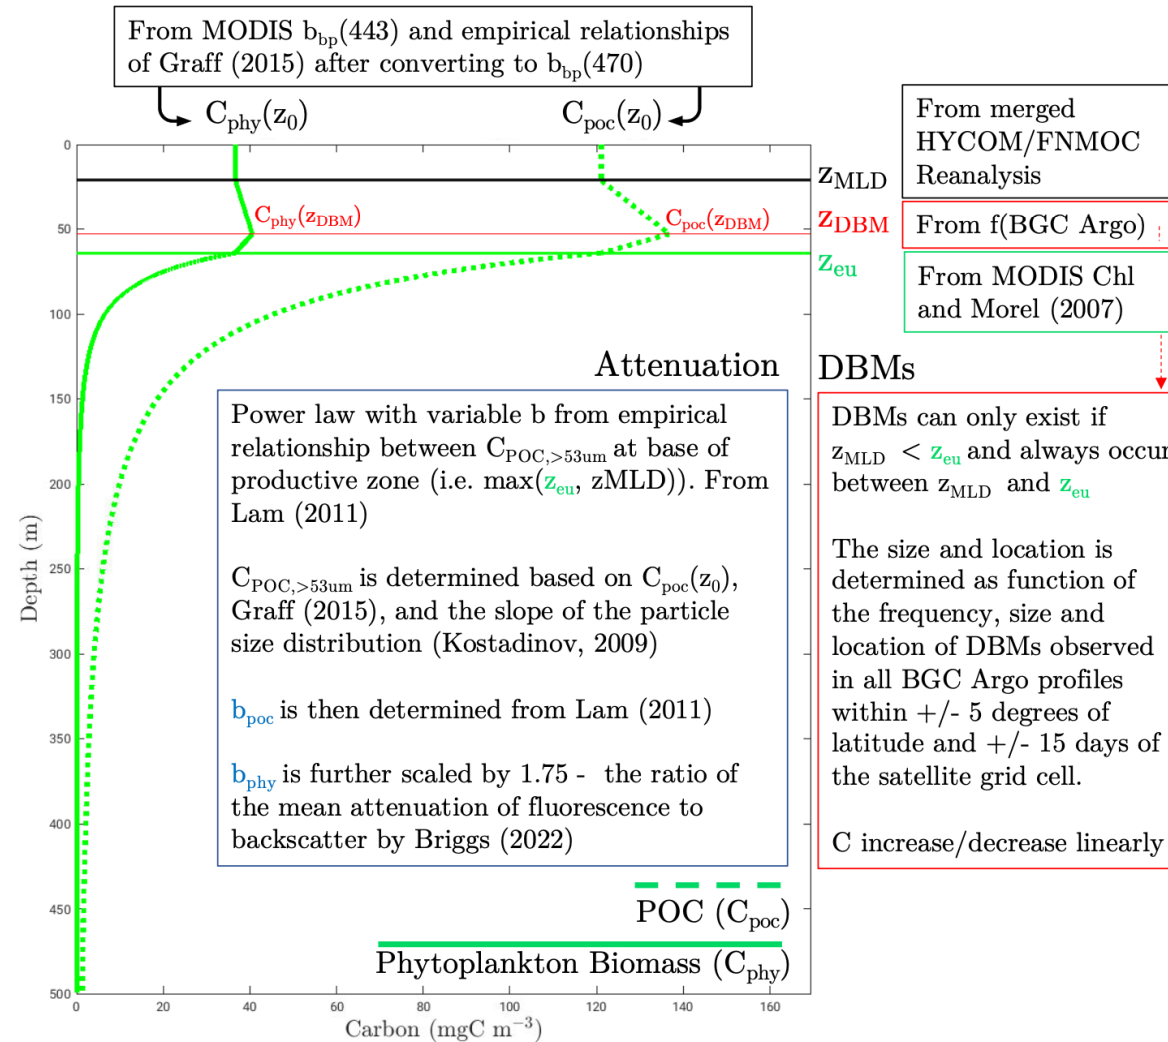 From MODIS b_bp(443) and empirical relationships
of Graff (2015) after converting to b_bp(470)
C_phy(z_0)
C_poc(z_0)
From merged
HYCOM/FNMOC
Reanalysis
z_MLD
z_DBM
From f(BGC Argo)
z_eu
From MODIS Chl
and Morel (2007)
C_phy(z_DBM)
C_poc(z_DBM)
0
50
100
150
200
250
300
350
400
450
500
Depth (m)
Attenuation
Power law with variable b from empirical
relationship between C_POC,>53um at base of
productive zone (i.e. max(z_eu, zMLD)). From
Lam (2011)
C_POC,>53um is determined based on C_poc(z_0),
Graff (2015), and the slope of the particle
size distribution (Kostadinov, 2009)
b_poc is then determined from Lam (2011)
b_phy is further scaled by 1.75 - the ratio of
the mean attenuation of fluorescence to
backscatter by Briggs (2022)
DBMs
DBMs can only exist if
z_MLD < z_eu and always occur
between z_MLD and z_eu
The size and location is
determined as function of
the frequency, size and
location of DBMs observed
in all BGC Argo profiles
within +/- 5 degrees of
latitude and +/- 15 days of
the satellite grid cell.
C increase/decrease linearly
POC (C_poc)
Phytoplankton Biomass (C_phy)
0 20 40 60 80 100 120 140 160
Carbon (mgC m⁻³)